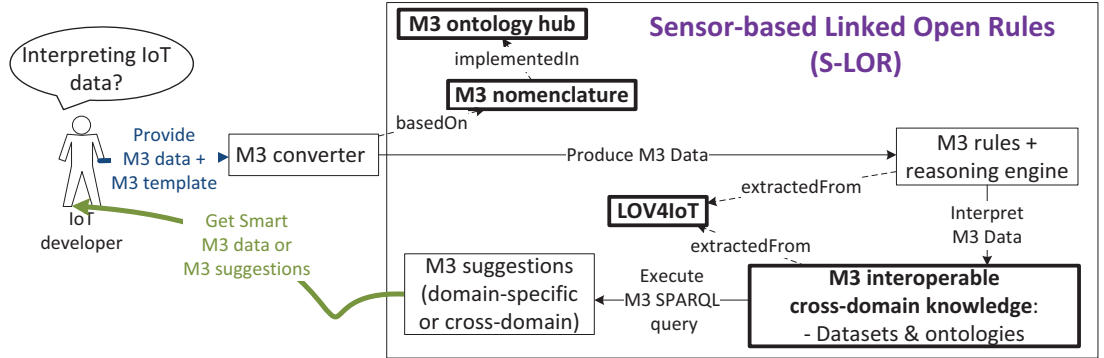 M3 ontology hub
Sensor-based Linked Open Rules
(S-LOR)
Interpreting IoT
data?
implementedIn
M3 nomenclature
basedOn
Provide
M3 data +
M3 template
M3 converter
Produce M3 Data
M3 rules +
reasoning engine
extractedFrom
LOV4IoT
IoT
developer
Get Smart
M3 data or
M3 suggestions
Interpret
M3 Data
extractedFrom
M3 suggestions
(domain-specific
or cross-domain)
Execute
M3 SPARQL
query
M3 interoperable
cross-domain knowledge:
- Datasets & ontologies